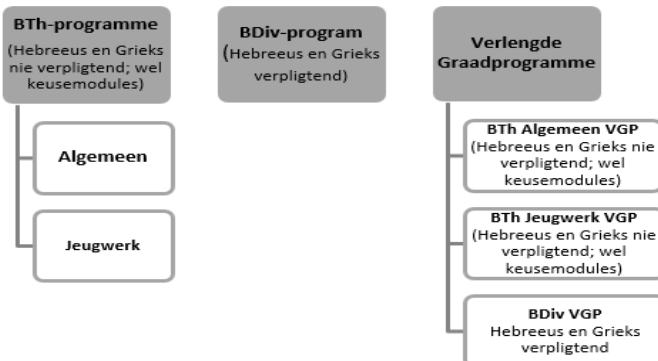 BTh-programme
(Hebreeus en Grieks
nie verpligtend; wel
keusemodules)
Algemeen
Jeugwerk
BDiv-program
(Hebreeus en Grieks
verpligtend)
Verlengde
Graadprogramme
BTh Algemeen VGP
(Hebreeus en Grieks nie
verpligtend; wel
keusemodules)
BTh Jeugwerk VGP
(Hebreeus en Grieks nie
verpligtend; wel
keusemodules)
BDiv VGP
Hebreeus en Grieks
verpligtend